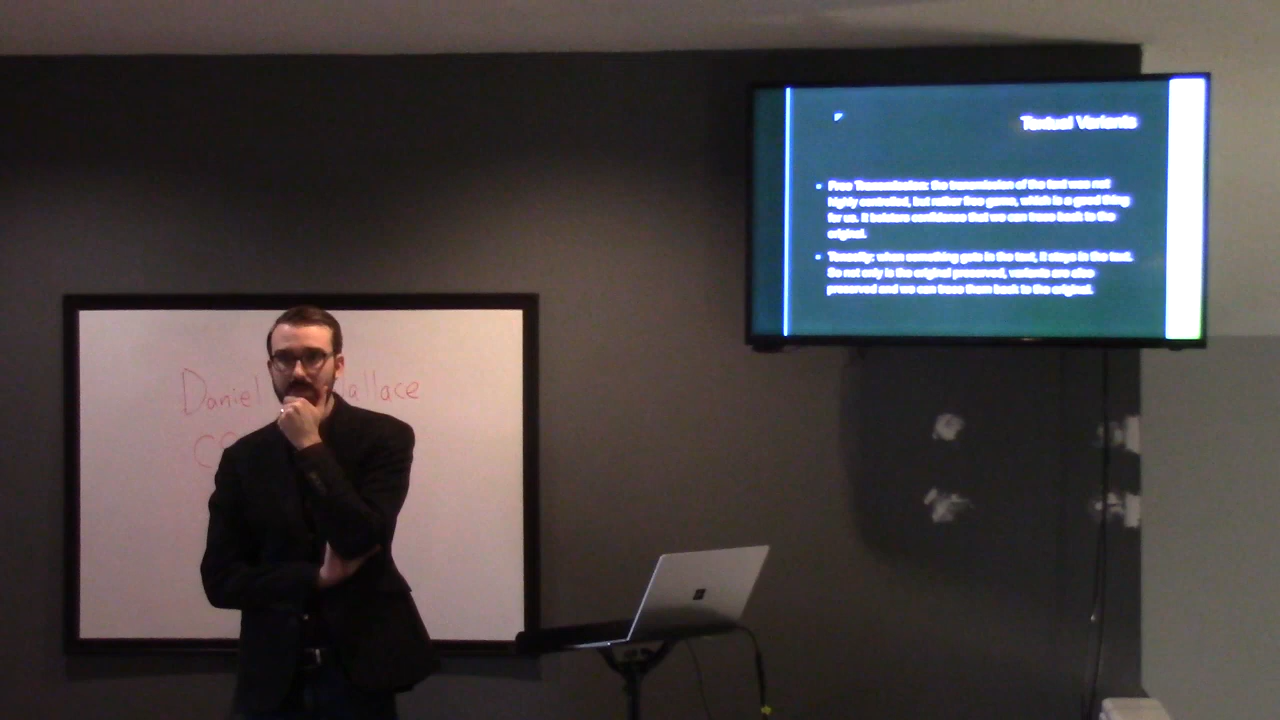 Textual Variants
Free Transmission: the transmission of the text was not
highly controlled, but rather free game, which is a good thing
for us. It bolsters confidence that we can trace back to the
original.
Tenacity: when something gets in the text, it stays in the text.
So not only is the original preserved, variants are also
preserved and we can trace them back to the original.
Daniel allace
C